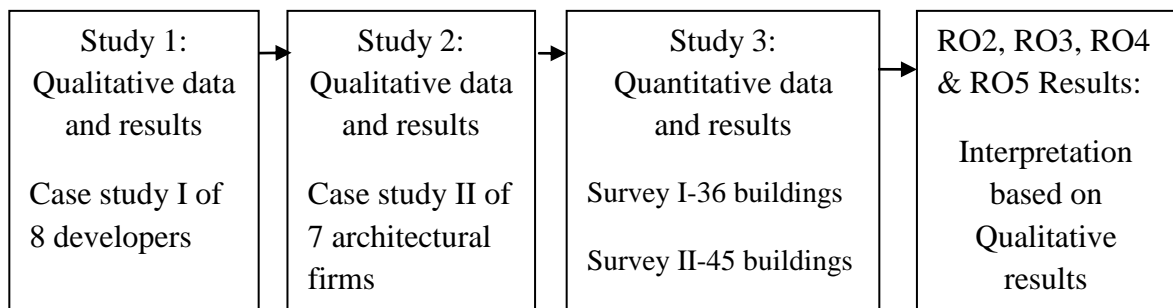 Study 1:
Qualitative data
and results
Case study I of
8 developers
Study 2:
Qualitative data
and results
Case study II of
7 architectural
firms
Study 3:
Quantitative data
and results
Survey I-36 buildings
Survey II-45 buildings
RO2, RO3, RO4
& RO5 Results:
Interpretation
based on
Qualitative
results